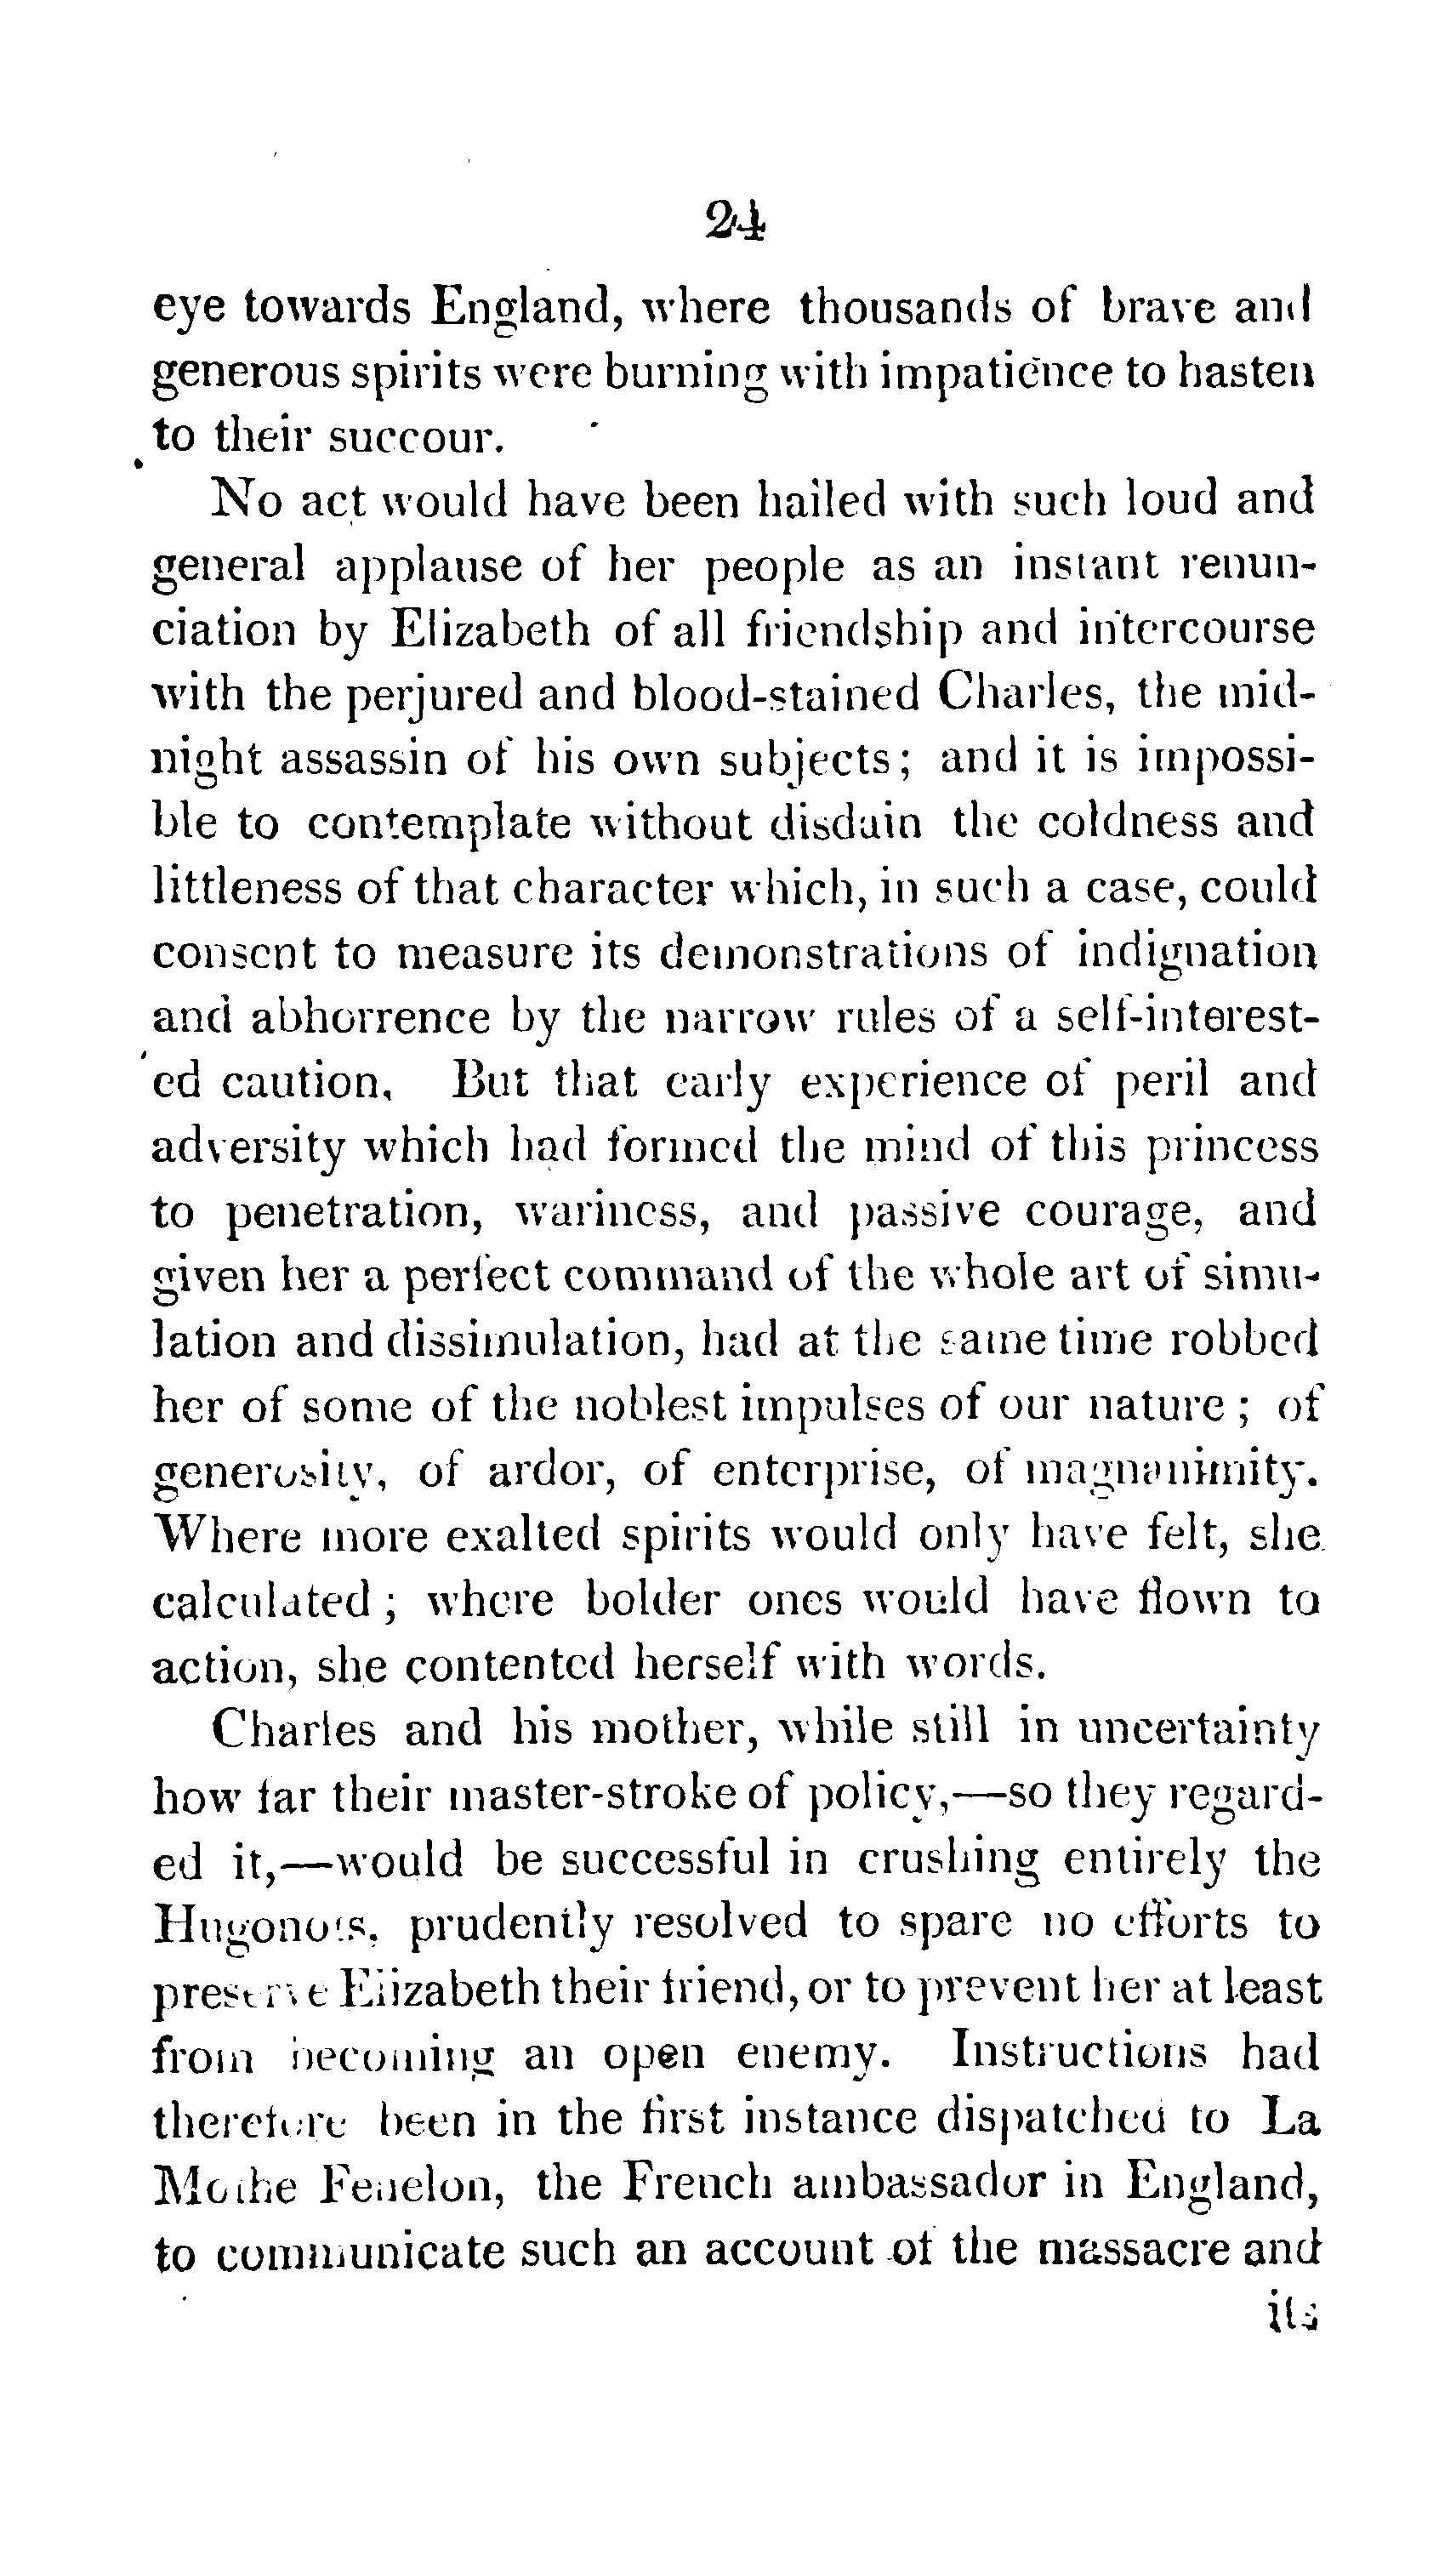 24
eye towards England, where thousands of brave and
generous spirits were burning with impatience to hasten
to their succour.
No act would have been hailed with such loud and
general applause of her people as an instant renun-
ciation by Elizabeth of all friendship and intercourse
with the perjured and blood-stained Charles, the mid-
night assassin of his own subjects; and it is impossi-
ble to contemplate without disdain the coldness and
littleness of that character which, in such a case, could
consent to measure its demonstrations of indignation
and abhorrence by the narrow rules of a self-interest-
ed caution, But that early experience of peril and
adversity which had formed the mind of this princess
to penetration, wariness, and passive courage, and
given her a perfect command of the whole art of simu-
lation and dissimulation, had at the same time robbed
her of some of the noblest impulses of our nature ; of
generosity, of ardor, of enterprise, of magnanimity.
Where more exalted spirits would only have felt, she
calculated ; where bolder ones would have flown to
action, she contented herself with words.
Charles and his mother, while still in uncertainty
how far their master-stroke of policy,—so they regard-
ed it,—would be successful in crushing entirely the
Hugonots, prudently resolved to spare no efforts to
preserve Elizabeth their friend, or to prevent her at least
from becoming an open enemy. Instructions had
therefore been in the first instance dispatched to La
Mothe Fenelon, the French ambassador in England,
to communicate such an account of the massacre and
its